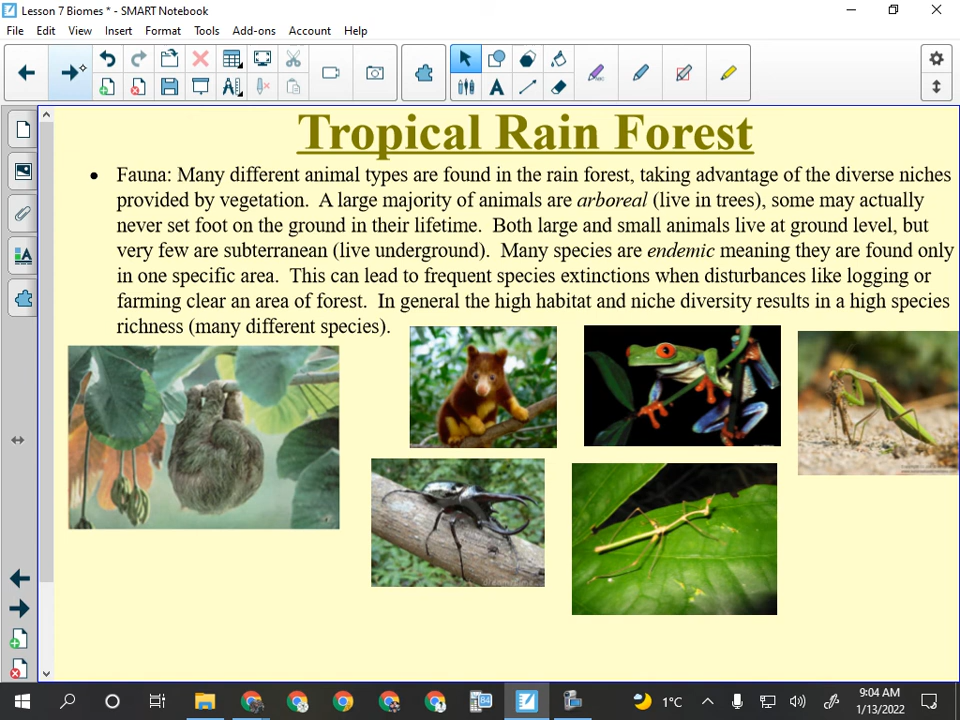 Lesson 7 Biomes * - SMART Notebook
File Edit View Insert Format Tools Add-ons Account Help
Tropical Rain Forest
• Fauna: Many different animal types are found in the rain forest, taking advantage of the diverse niches
provided by vegetation. A large majority of animals are arboreal (live in trees), some may actually
never set foot on the ground in their lifetime. Both large and small animals live at ground level, but
very few are subterranean (live underground). Many species are endemic meaning they are found only
in one specific area. This can lead to frequent species extinctions when disturbances like logging or
farming clear an area of forest. In general the high habitat and niche diversity results in a high species
richness (many different species).
1°C
9:04 AM
1/13/2022